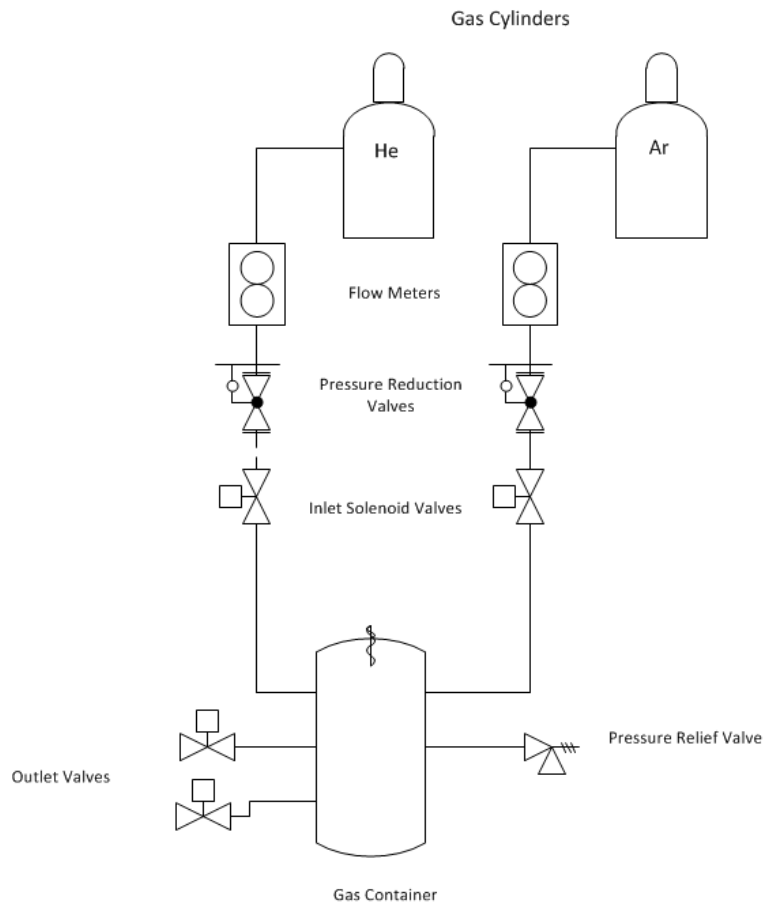 Gas Cylinders
He
Ar
Flow Meters
Pressure Reduction
Valves
Inlet Solenoid Valves
Pressure Relief Valve
Outlet Valves
Gas Container